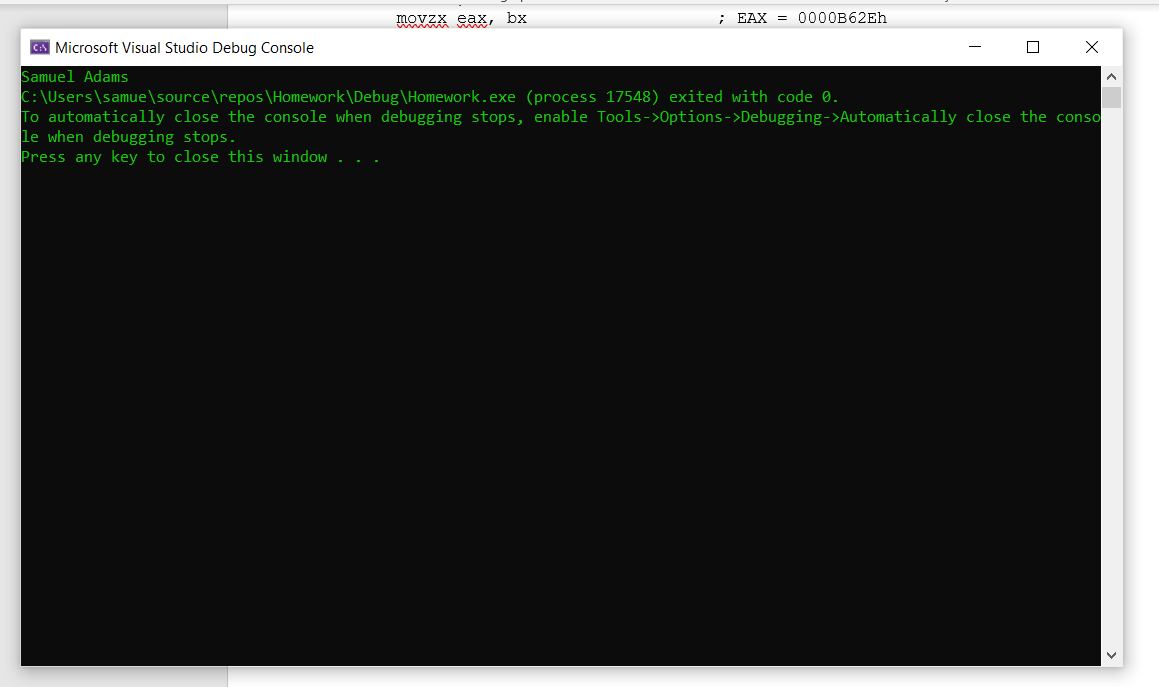 movzx eax, bx ; EAX = 0000B62Eh
Microsoft Visual Studio Debug Console
Samuel Adams
C:\Users\samue\source\repos\Homework\Debug\Homework.exe (process 17548) exited with code 0.
To automatically close the console when debugging stops, enable Tools->Options->Debugging->Automatically close the conso
le when debugging stops.
Press any key to close this window . . .